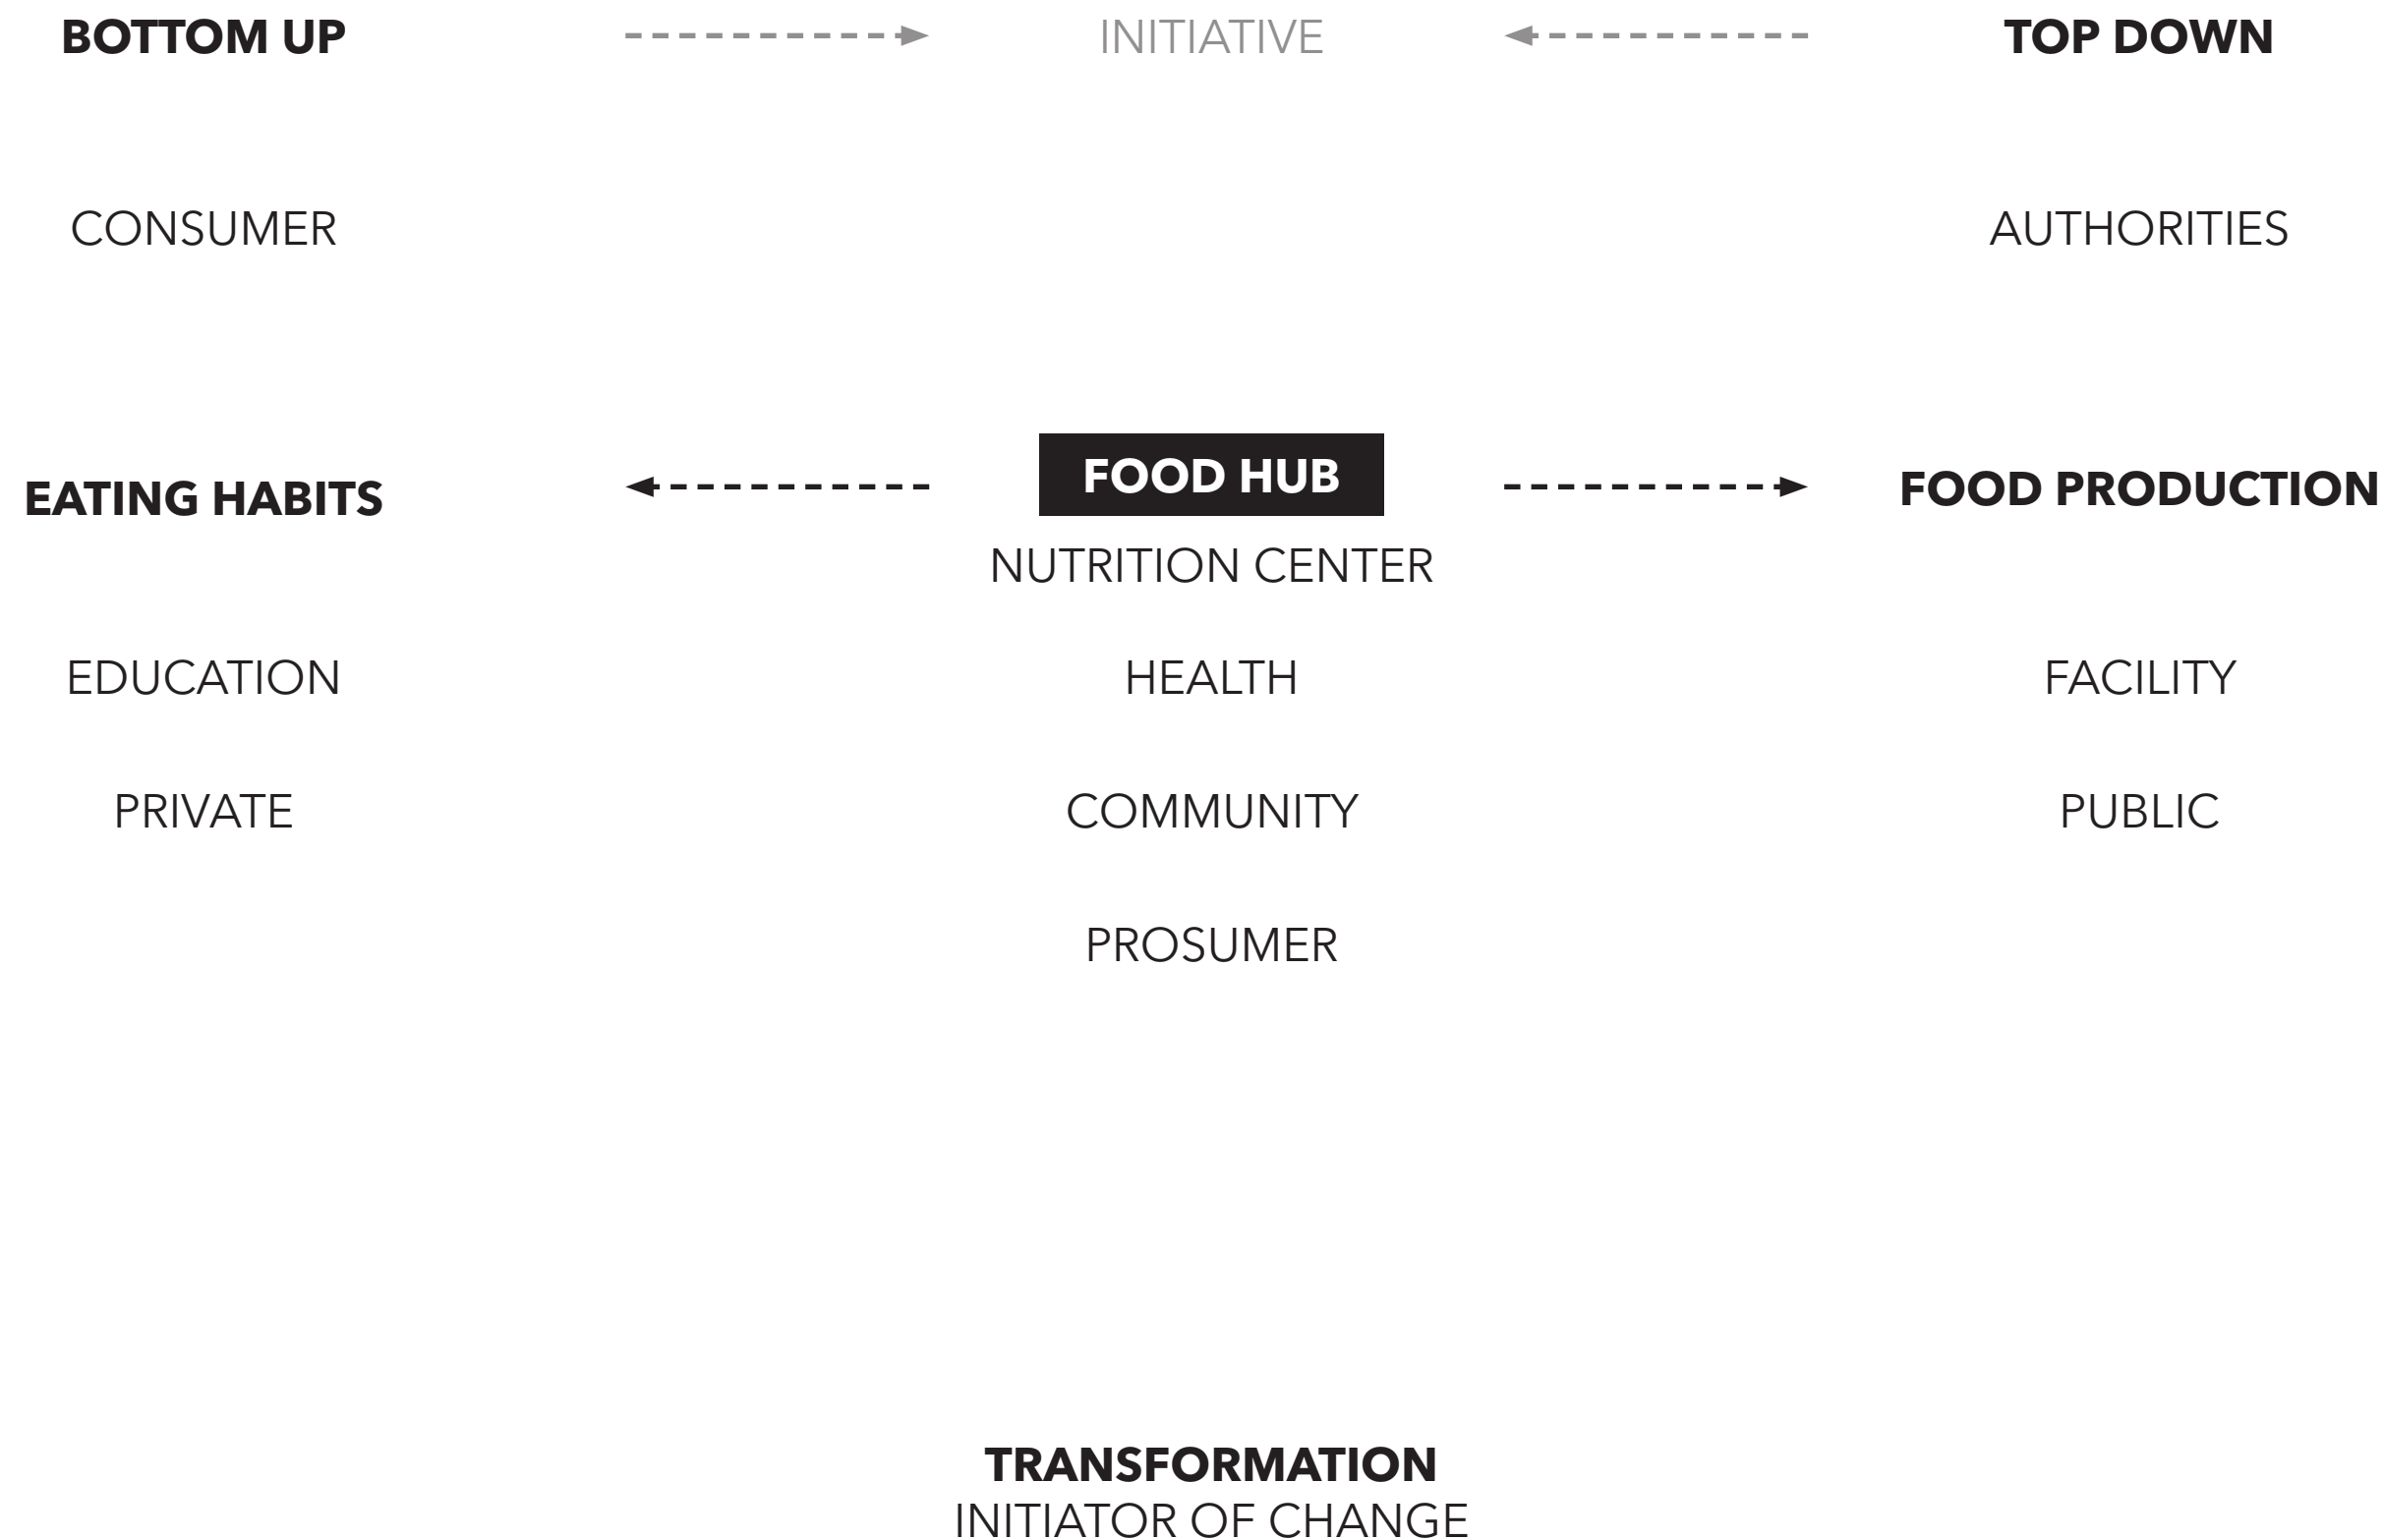 BOTTOM UP
INITIATIVE
TOP DOWN
CONSUMER
AUTHORITIES
EATING HABITS
FOOD HUB
FOOD PRODUCTION
NUTRITION CENTER
EDUCATION
HEALTH
FACILITY
PRIVATE
COMMUNITY
PUBLIC
PROSUMER
TRANSFORMATION
INITIATOR OF CHANGE